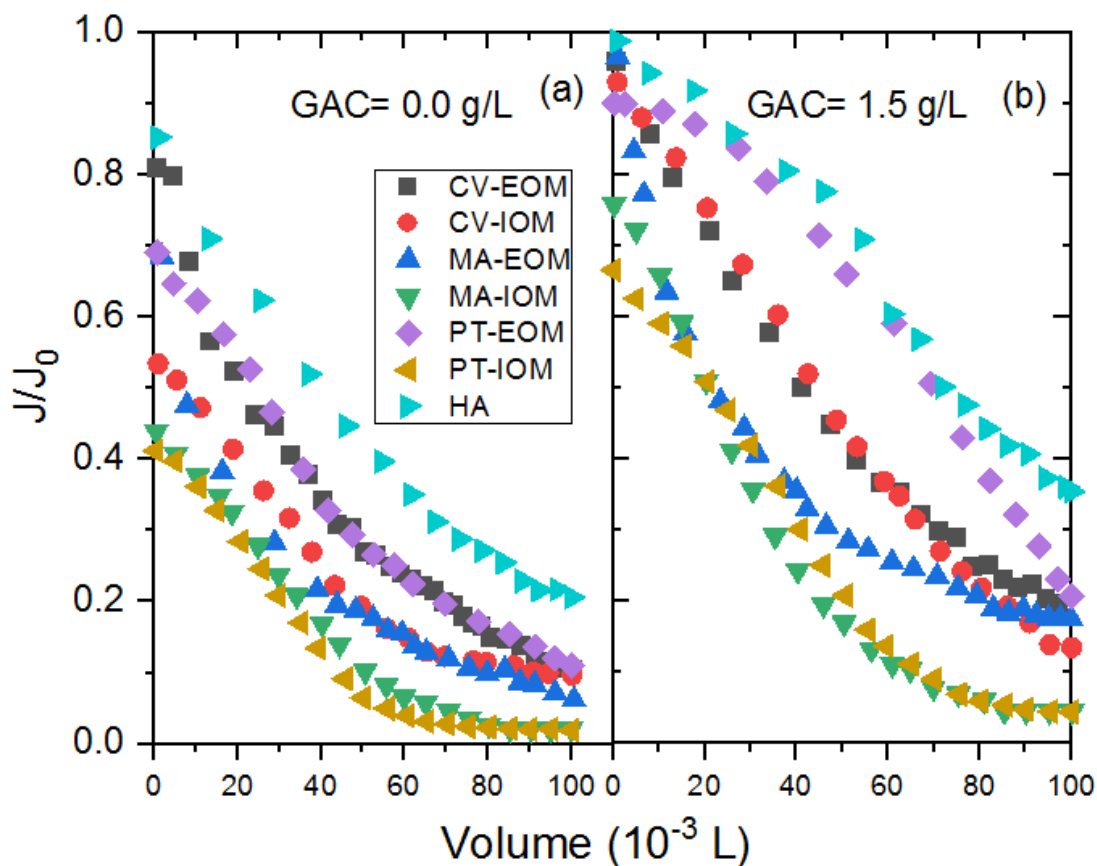 1.0
0.8
0.6
0.4
0.2
0.0
J/J₀
(a)
GAC= 0.0 g/L
CV-EOM
CV-IOM
MA-EOM
MA-IOM
PT-EOM
PT-IOM
HA
(b)
GAC= 1.5 g/L
0 20 40 60 80 100
0 20 40 60 80 100
Volume (10⁻³ L)